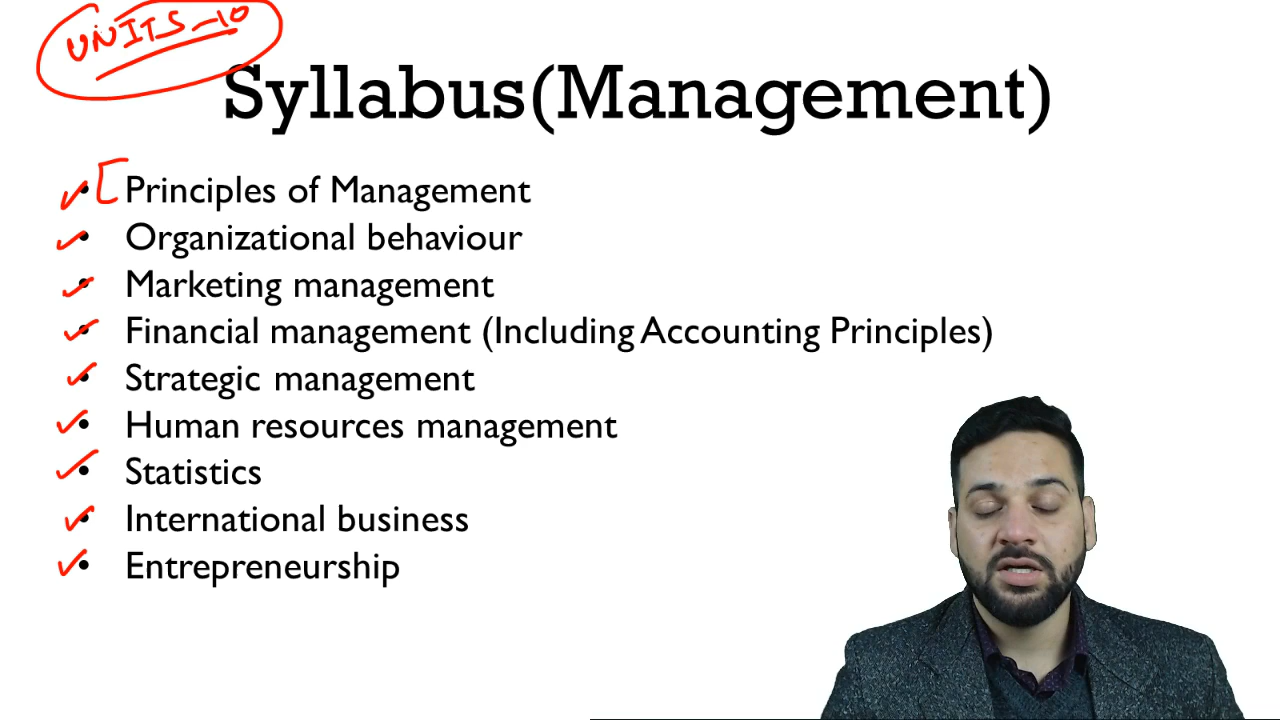 UNITS-10
Syllabus(Management)
Principles of Management
Organizational behaviour
Marketing management
Financial management (Including Accounting Principles)
Strategic management
Human resources management
Statistics
International business
Entrepreneurship